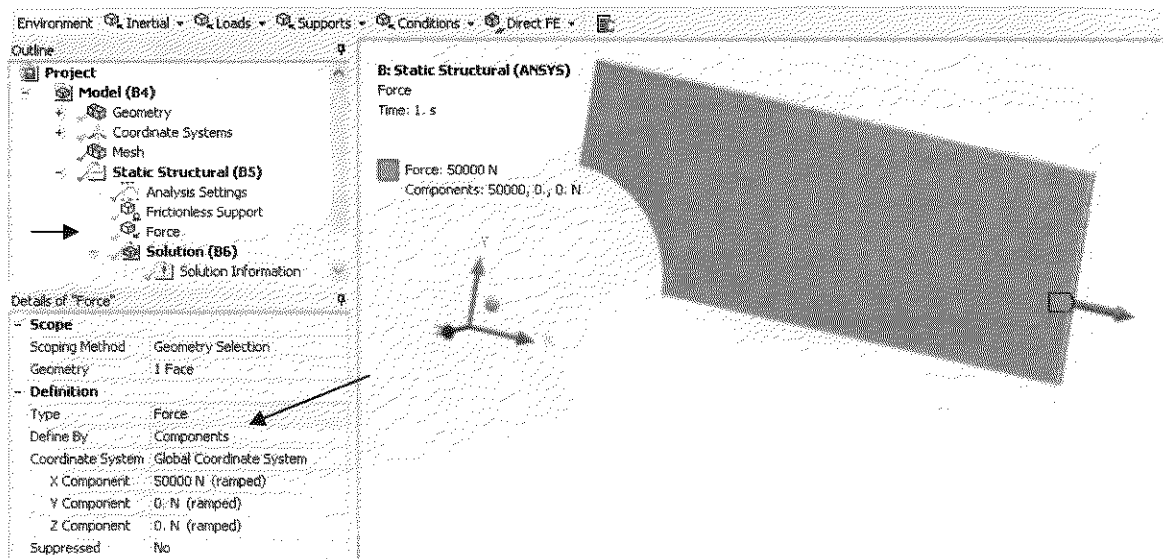 Environment Inertial Loads Supports Conditions Direct FE
Outline
Project
Model (B4)
Geometry
Coordinate Systems
Mesh
Static Structural (B5)
Analysis Settings
Frictionless Support
Force
Solution (B6)
Solution Information
Details of "Force"
- Scope
Scoping Method Geometry Selection
Geometry 1 Face
- Definition
Type Force
Define By Components
Coordinate System Global Coordinate System
X Component 50000 N (ramped)
Y Component 0. N (ramped)
Z Component 0. N (ramped)
Suppressed No
B: Static Structural (ANSYS)
Force
Time: 1. s
Force: 50000 N
Components: 50000, 0., 0. N
Y
X